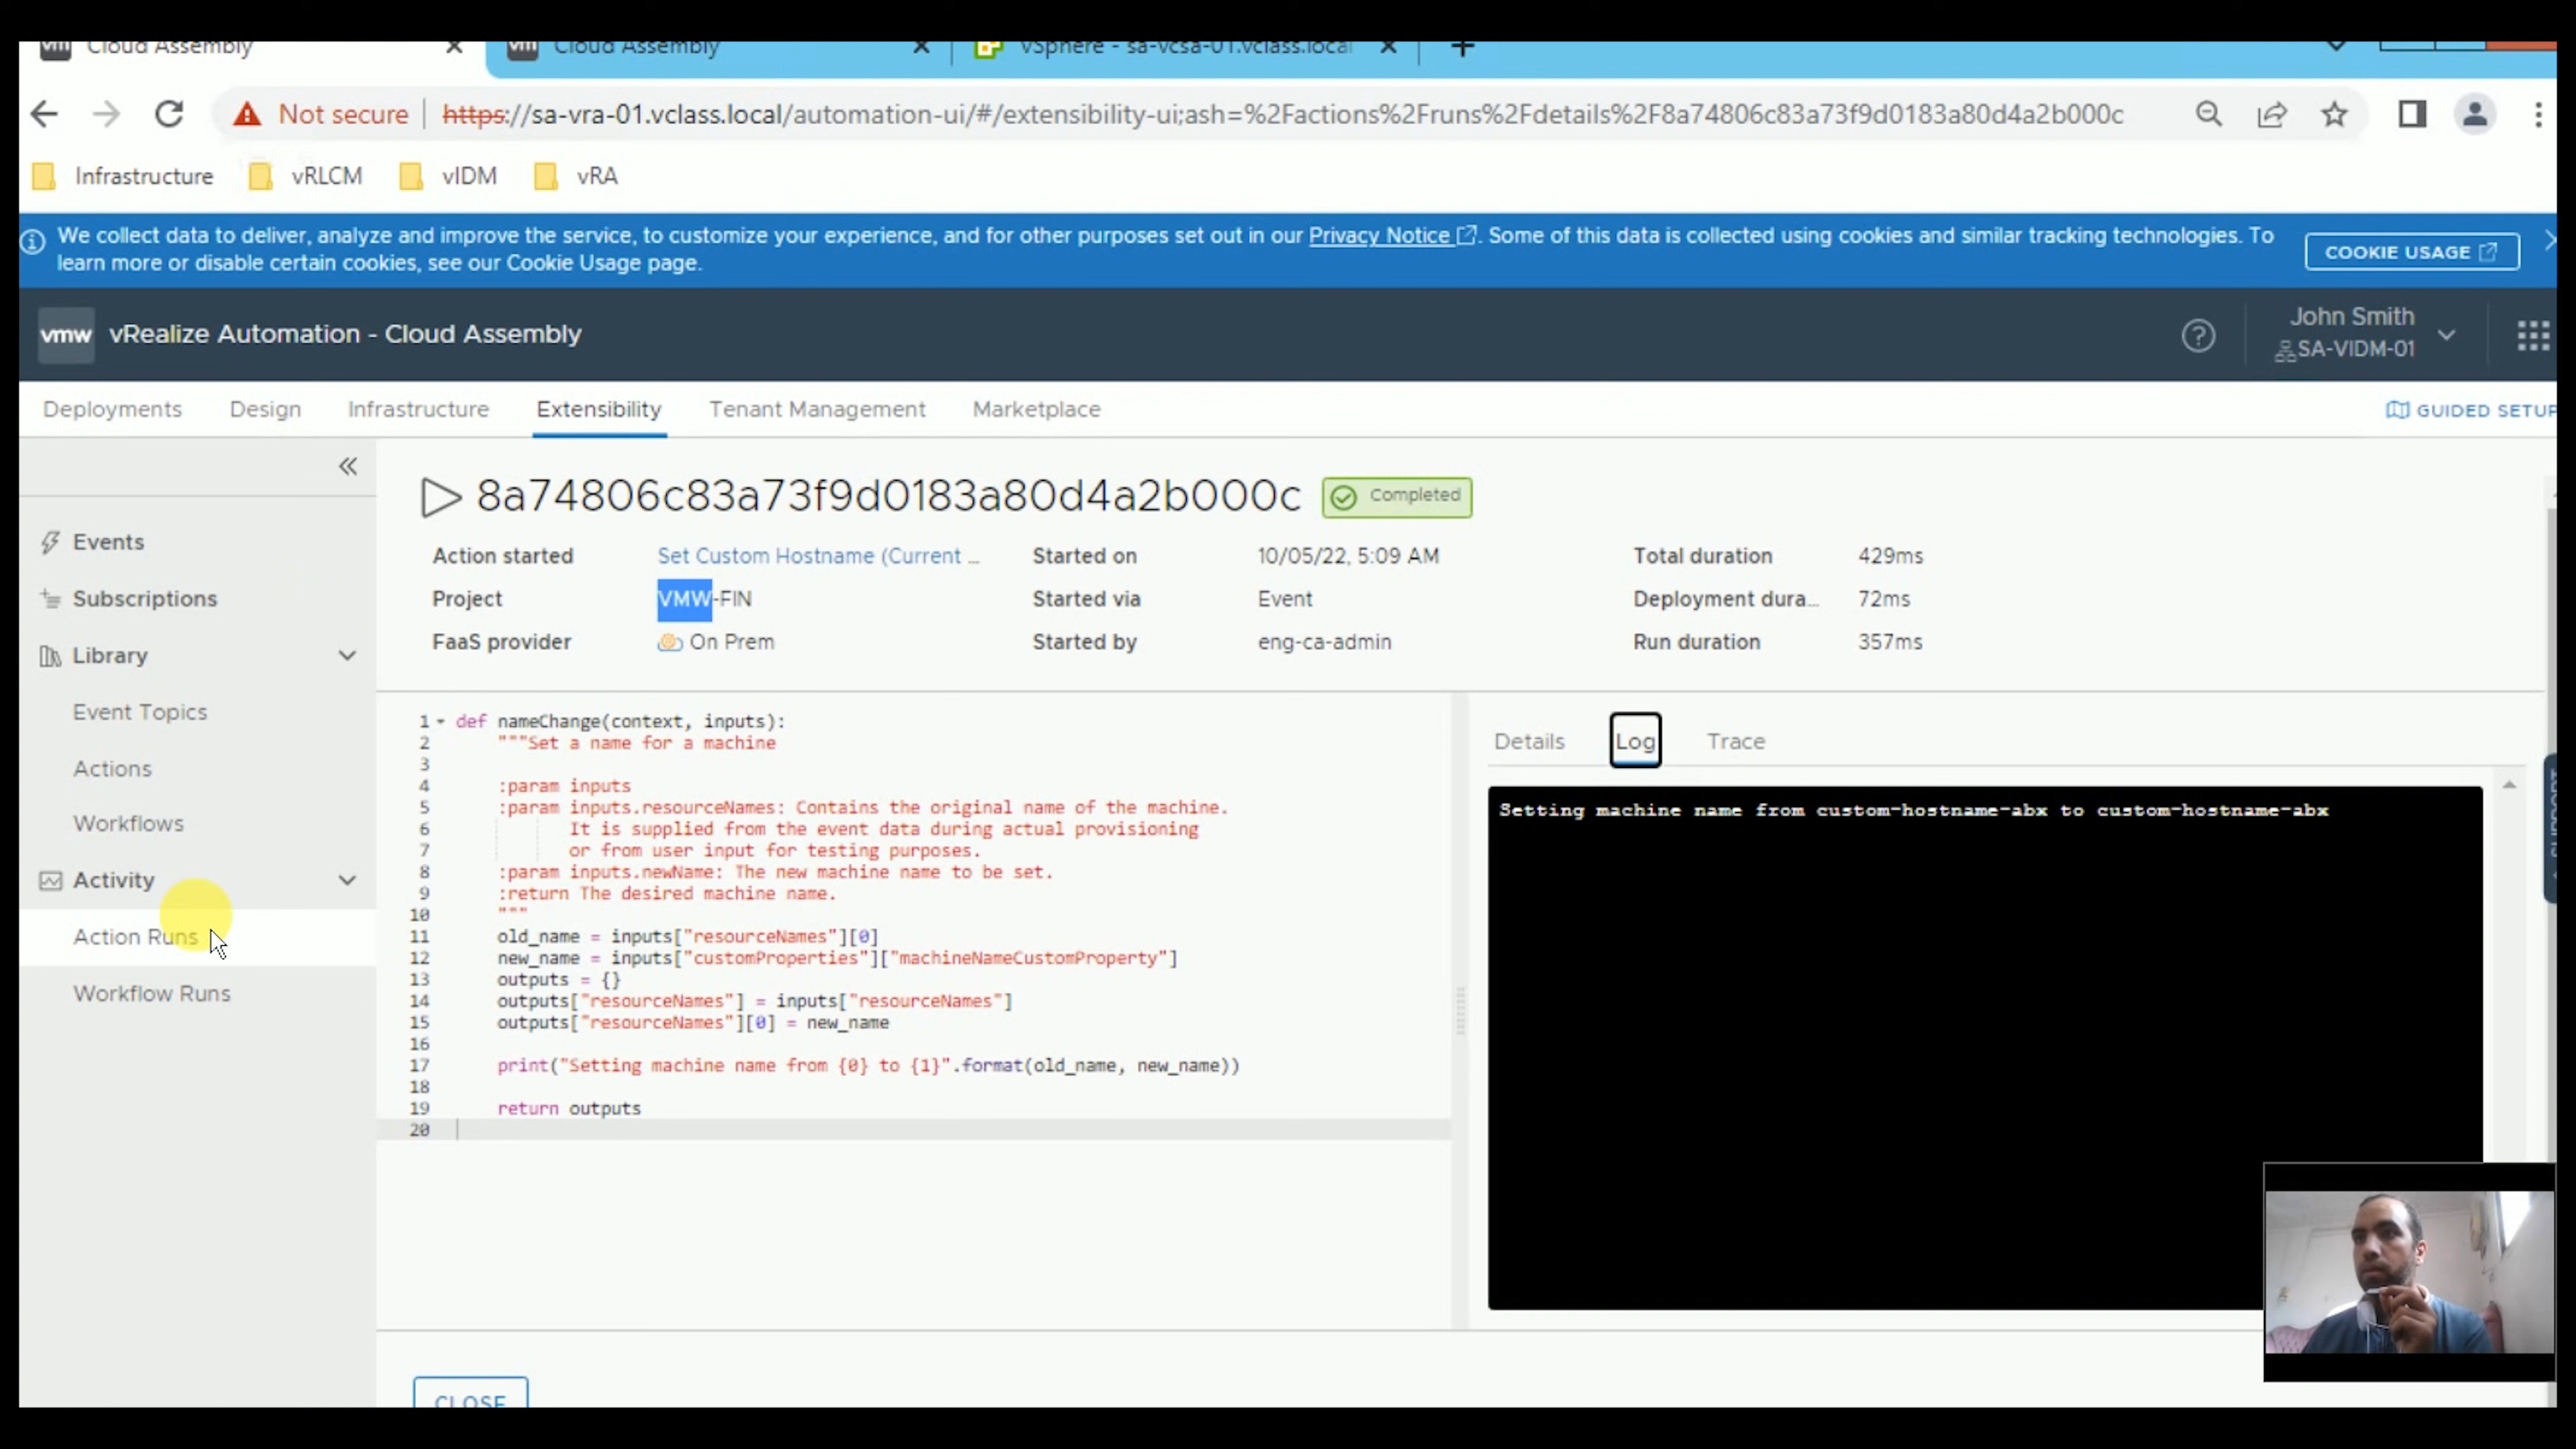 Cloud Assembly
Cloud Assembly
vSphere - sa-vcsa-01.vclass.local
Not secure | https://sa-vra-01.vclass.local/automation-ui/#/extensibility-ui;ash=%2Factions%2Fruns%2Fdetails%2F8a74806c83a73f9d0183a80d4a2b000c
Infrastructure vRLCM vIDM vRA
We collect data to deliver, analyze and improve the service, to customize your experience, and for other purposes set out in our Privacy Notice. Some of this data is collected using cookies and similar tracking technologies. To
learn more or disable certain cookies, see our Cookie Usage page.
COOKIE USAGE
vmw vRealize Automation - Cloud Assembly
John Smith
SA-VIDM-01
Deployments Design Infrastructure Extensibility Tenant Management Marketplace
GUIDED SETUP
Events
Subscriptions
Library
Event Topics
Actions
Workflows
Activity
Action Runs
Workflow Runs
8a74806c83a73f9d0183a80d4a2b000c Completed
Action started Set Custom Hostname (Current ... Started on 10/05/22, 5:09 AM Total duration 429ms
Project VMW-FIN Started via Event Deployment dura... 72ms
FaaS provider On Prem Started by eng-ca-admin Run duration 357ms
1 def nameChange(context, inputs):
2 """Set a name for a machine
3
4 :param inputs
5 :param inputs.resourceNames: Contains the original name of the machine.
6 It is supplied from the event data during actual provisioning
7 or from user input for testing purposes.
8 :param inputs.newName: The new machine name to be set.
9 :return The desired machine name.
10 """
11 old_name = inputs["resourceNames"][0]
12 new_name = inputs["customProperties"]["machineNameCustomProperty"]
13 outputs = {}
14 outputs["resourceNames"] = inputs["resourceNames"]
15 outputs["resourceNames"][0] = new_name
16
17 print("Setting machine name from {0} to {1}".format(old_name, new_name))
18
19 return outputs
20
Details Log Trace
Setting machine name from custom-hostname-abx to custom-hostname-abx
SUPPORT
CLOSE